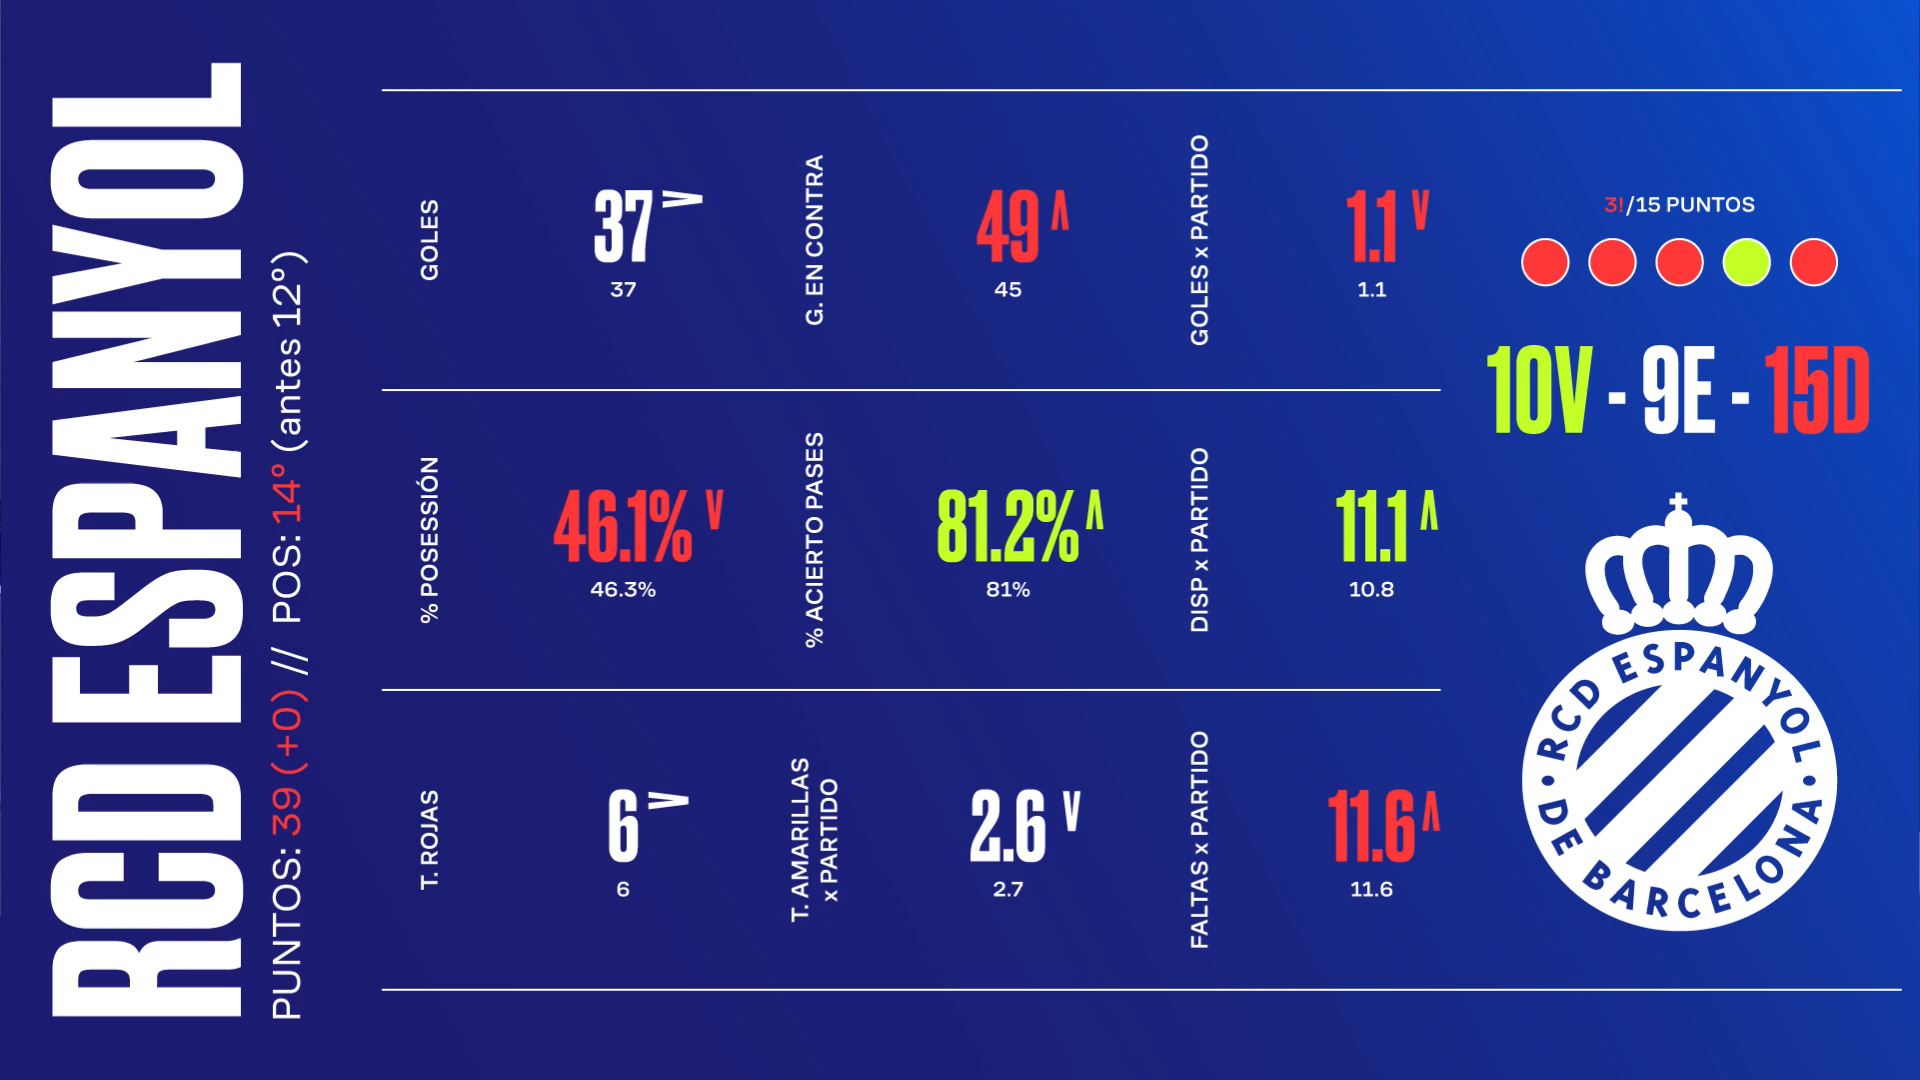 RCD ESPANYOL
PUNTOS: 39 (+0) // POS: 14º (antes 12º)
GOLES
37 >
37
G. EN CONTRA
49 Λ
45
GOLES x PARTIDO
1.1 V
1.1
3!/15 PUNTOS
10V - 9E - 15D
% POSESSIÓN
46.1% V
46.3%
% ACIERTO PASES
81.2% Λ
81%
DISP x PARTIDO
11.1 Λ
10.8
T. ROJAS
6 >
6
T. AMARILLAS
x PARTIDO
2.6 V
2.7
FALTAS x PARTIDO
11.6 Λ
11.6
RCD ESPANYOL
• DE BARCELONA •